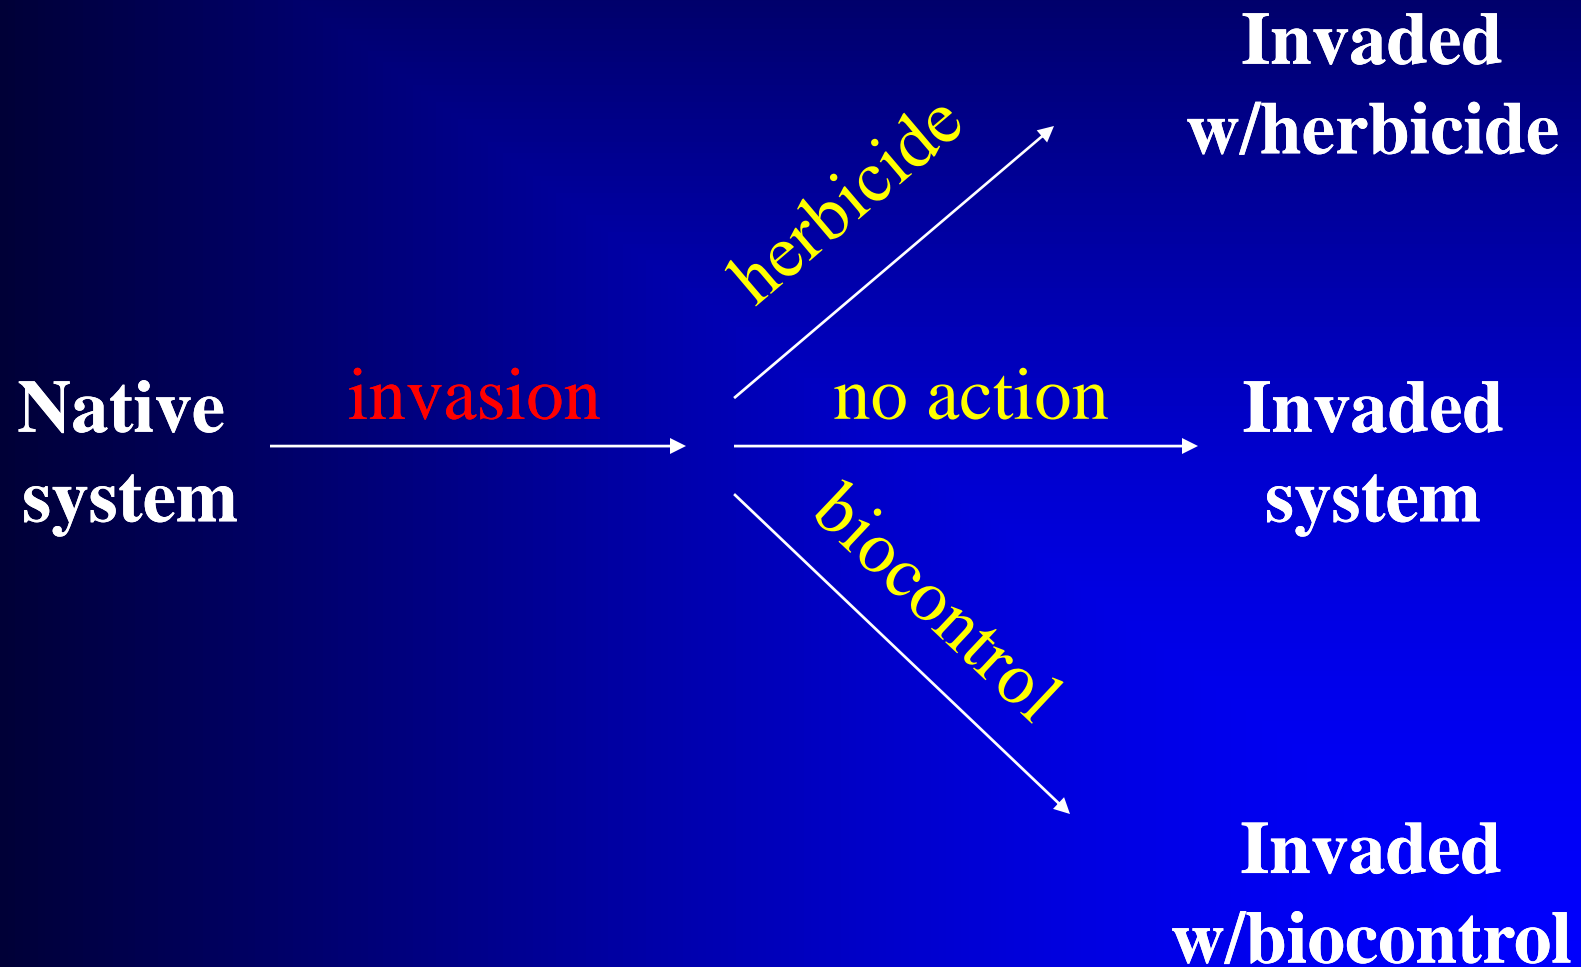 Invaded
w/herbicide
herbicide
Native
system
invasion
no action
Invaded
system
biocontrol
Invaded
w/biocontrol